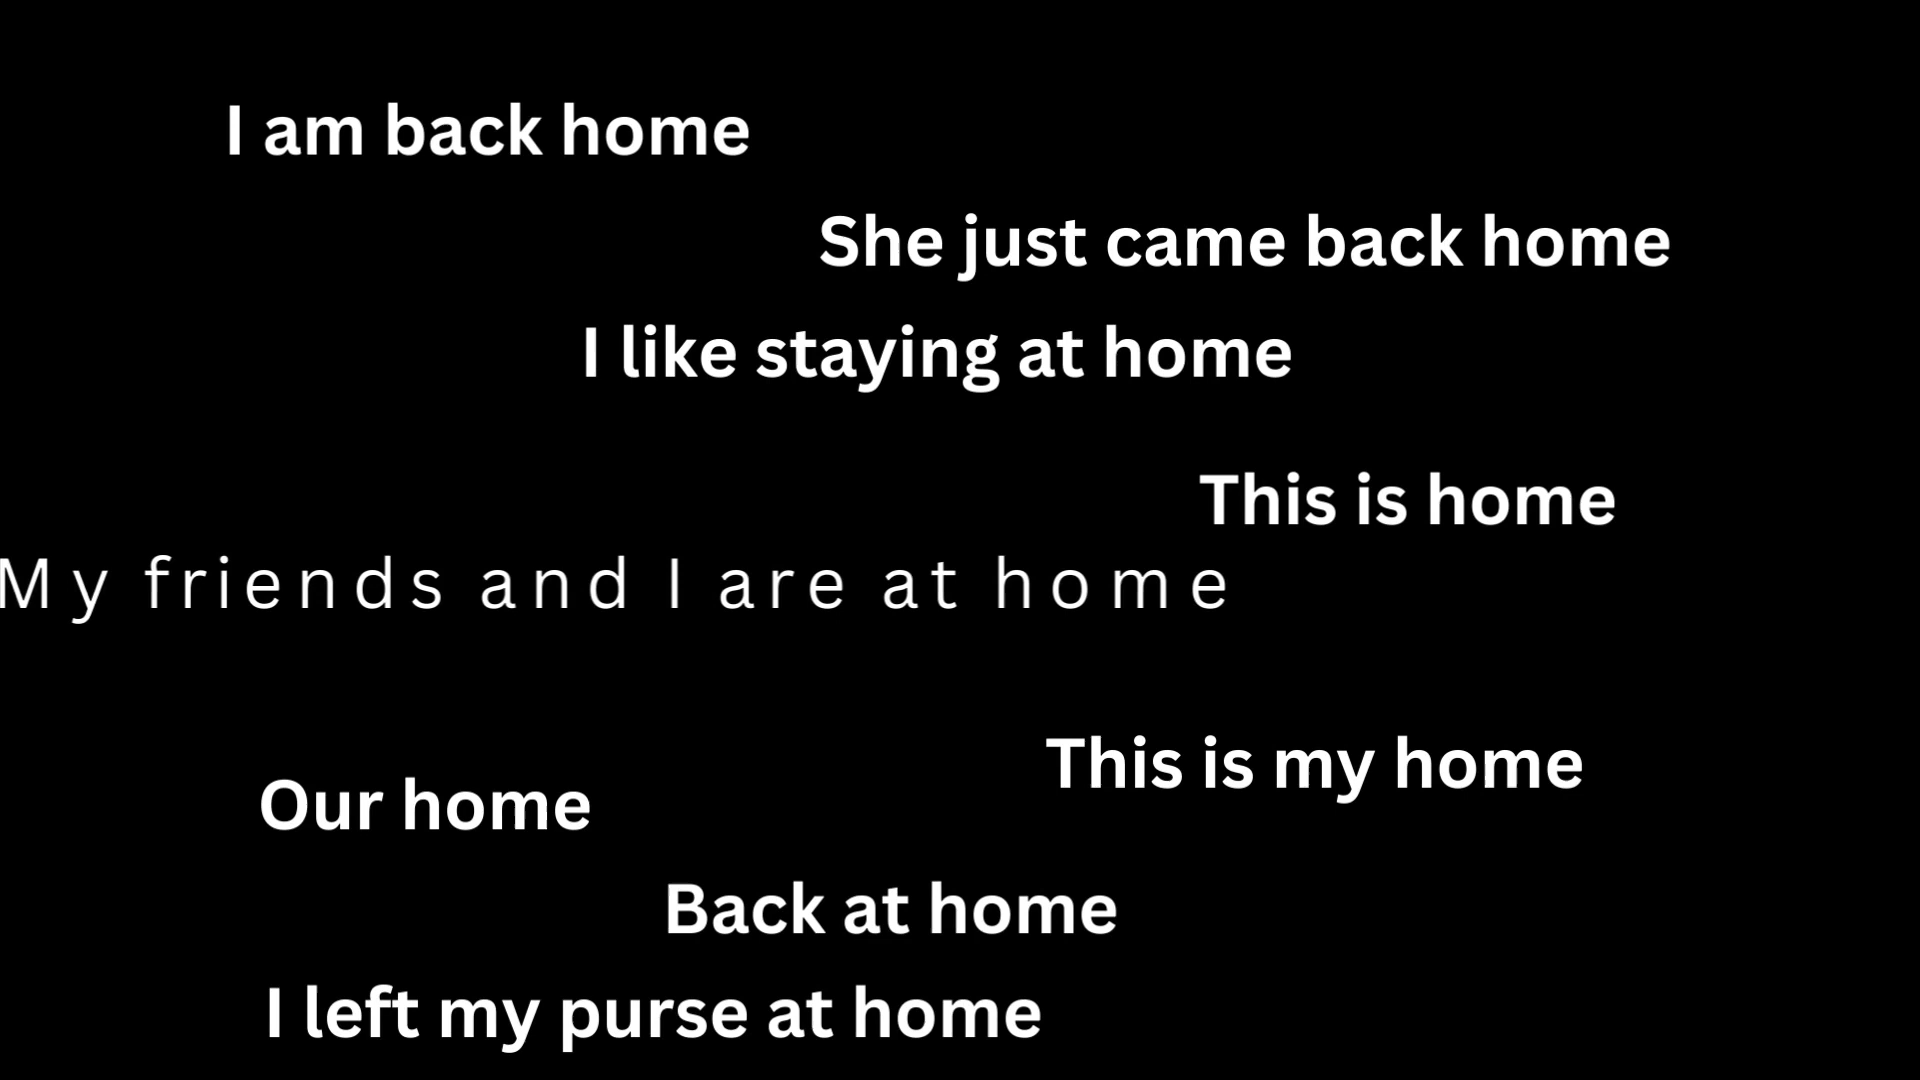 I am back home
She just came back home
I like staying at home
This is home
My friends and I are at home
This is my home
Our home
Back at home
I left my purse at home